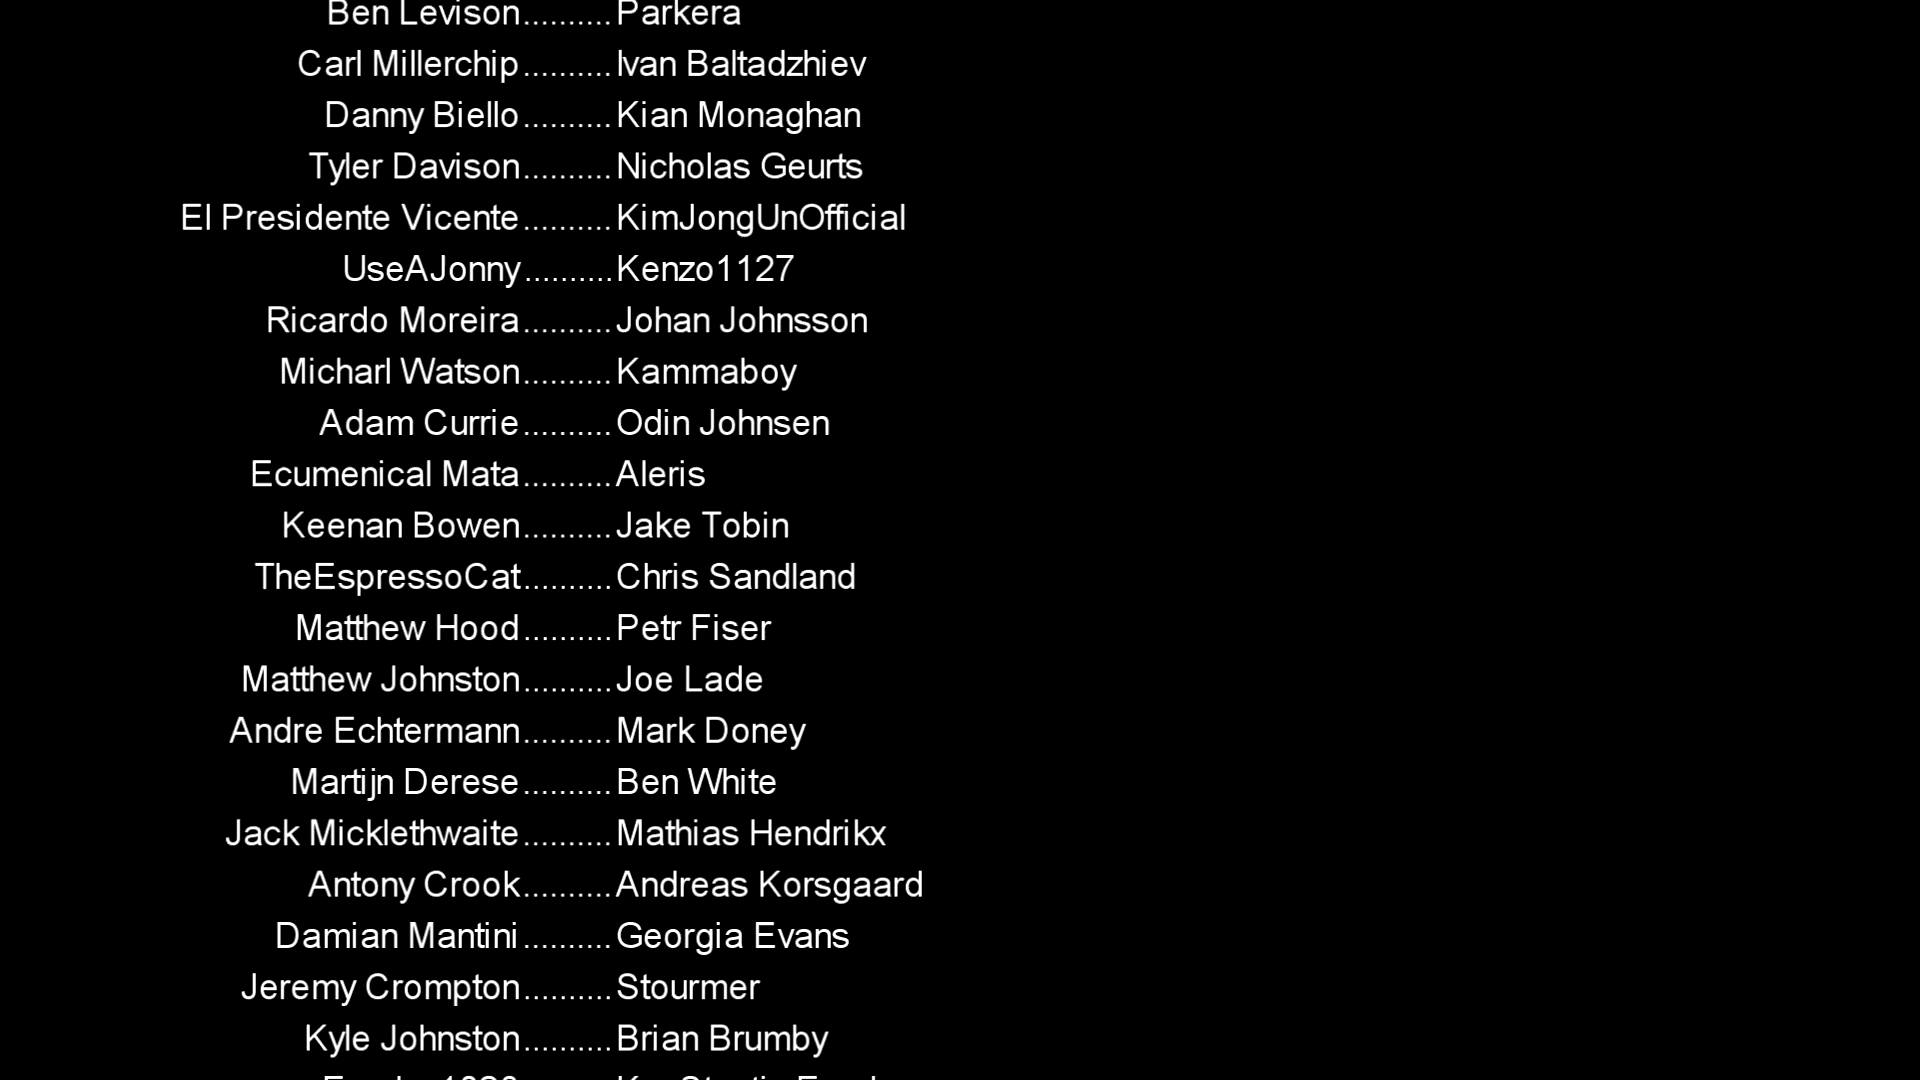 Ben Levison..........Parkera
Carl Millerchip..........Ivan Baltadzhiev
Danny Biello..........Kian Monaghan
Tyler Davison..........Nicholas Geurts
El Presidente Vicente..........KimJongUnOfficial
UseAJonny..........Kenzo1127
Ricardo Moreira..........Johan Johnsson
Micharl Watson..........Kammaboy
Adam Currie..........Odin Johnsen
Ecumenical Mata..........Aleris
Keenan Bowen..........Jake Tobin
TheEspressoCat..........Chris Sandland
Matthew Hood..........Petr Fiser
Matthew Johnston..........Joe Lade
Andre Echtermann..........Mark Doney
Martijn Derese..........Ben White
Jack Micklethwaite..........Mathias Hendrikx
Antony Crook..........Andreas Korsgaard
Damian Mantini..........Georgia Evans
Jeremy Crompton..........Stourmer
Kyle Johnston..........Brian Brumby